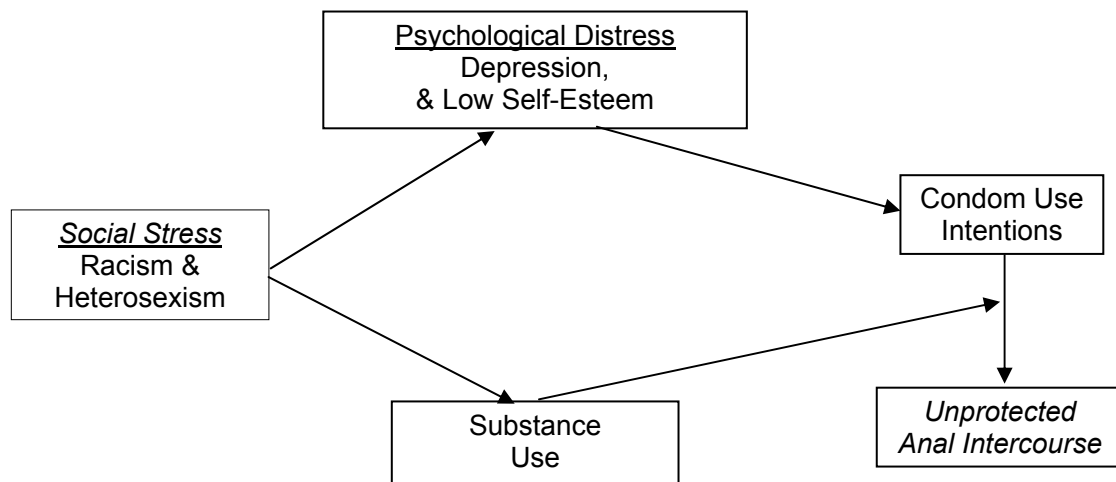 Psychological Distress
Depression,
& Low Self-Esteem
Social Stress
Racism &
Heterosexism
Condom Use
Intentions
Substance
Use
Unprotected
Anal Intercourse